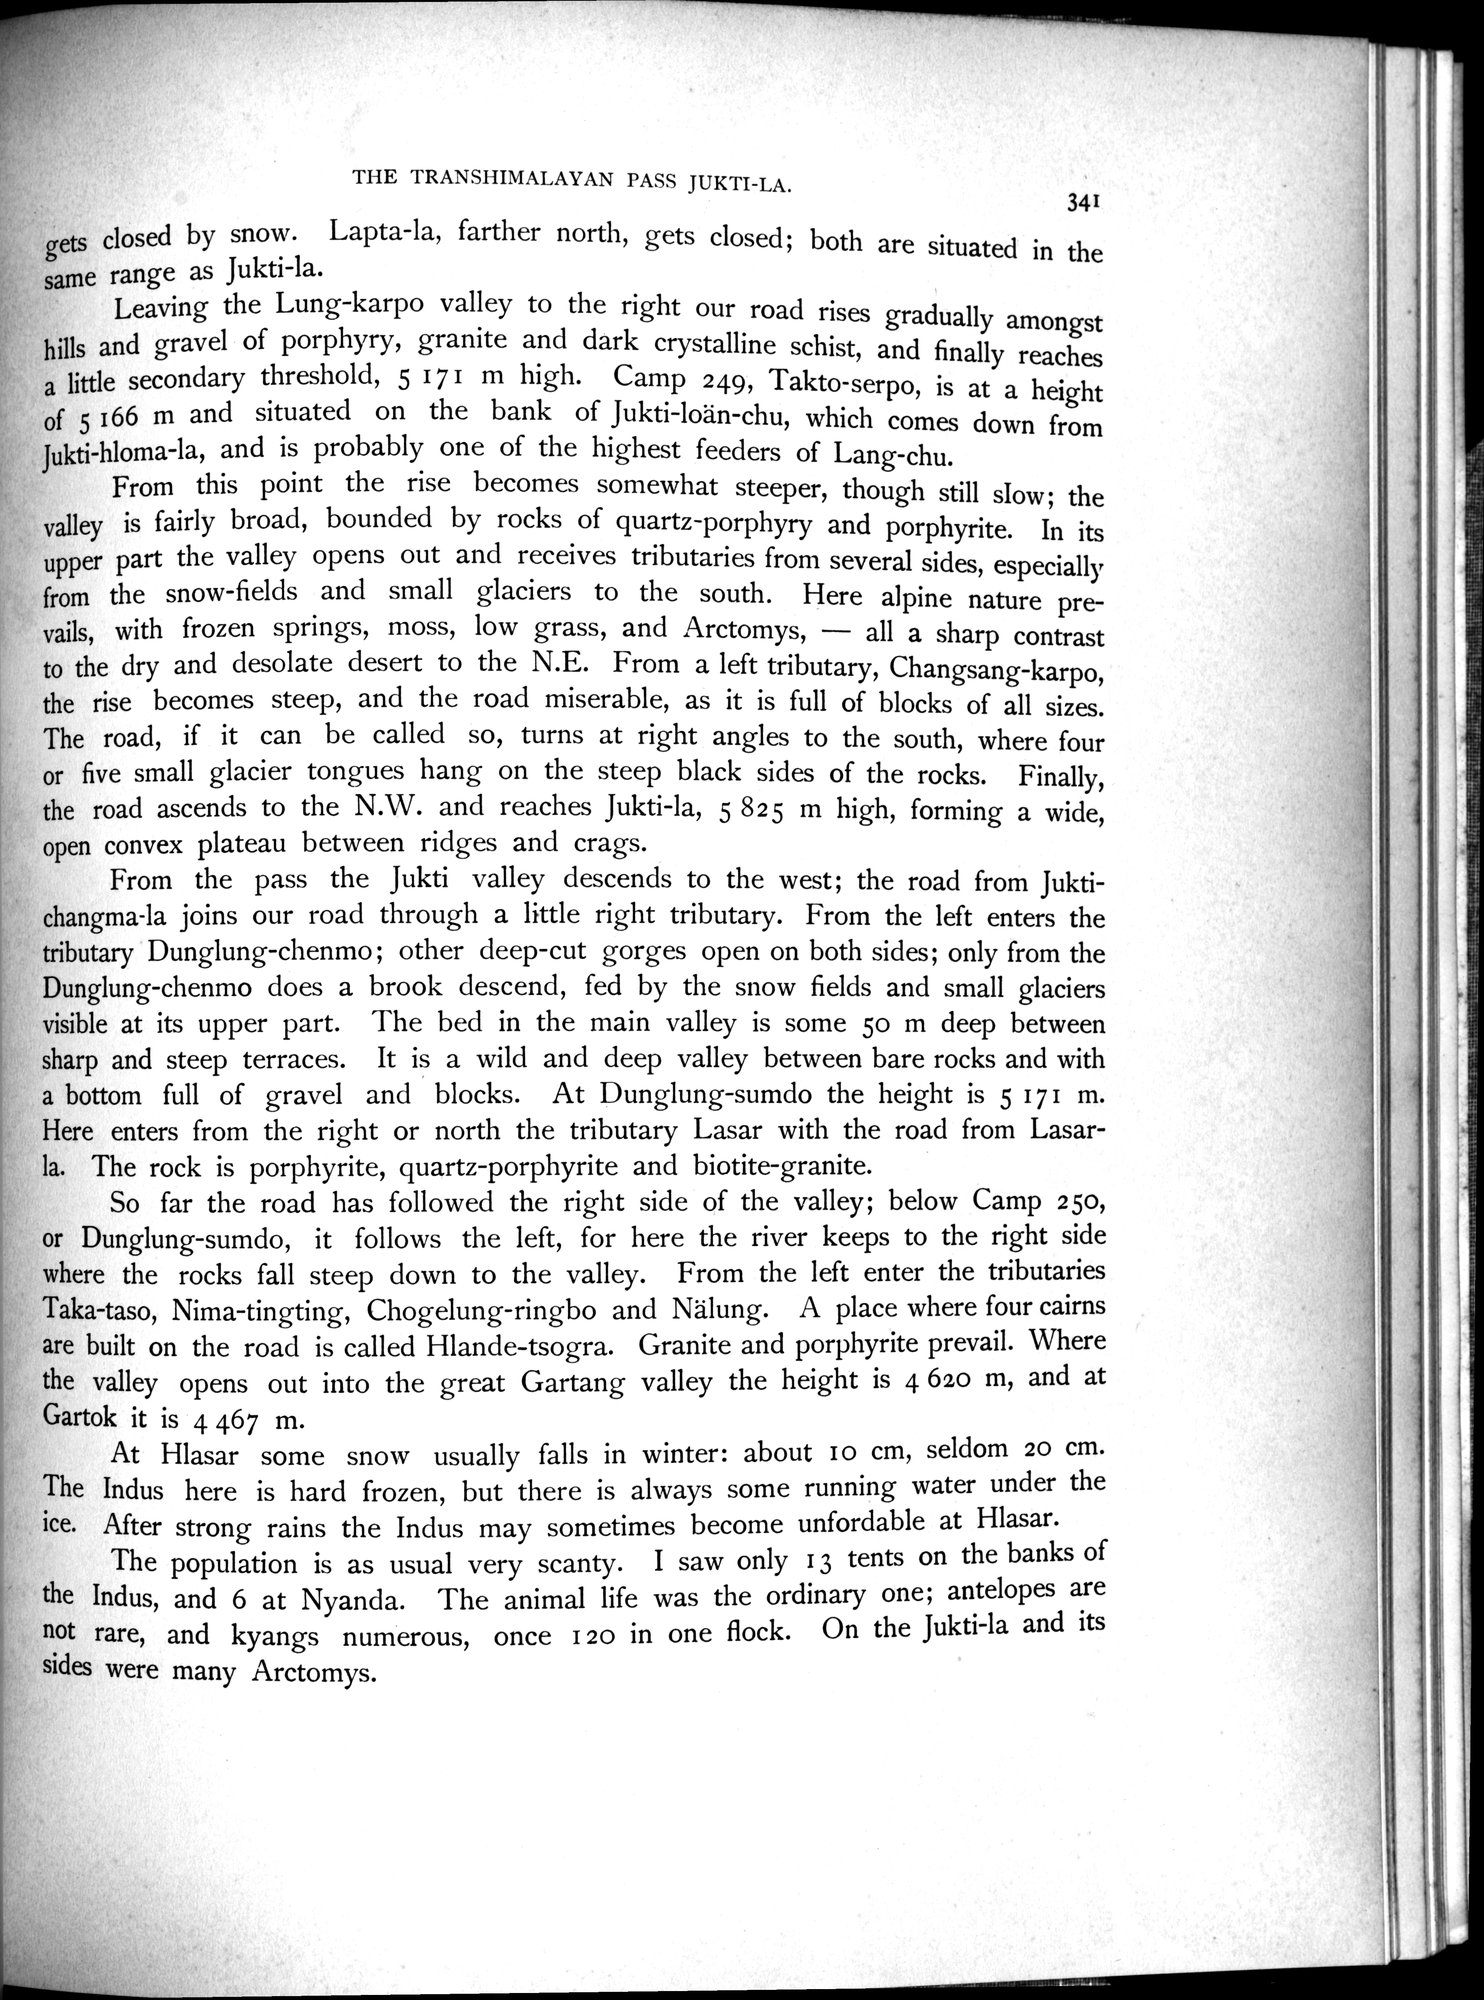 THE TRANSHIMALAYAN PASS JUKTI-LA.
341
gets closed by snow. Lapta-la, farther north, gets closed; both are situated in the
same range as Jukti-la.
Leaving the Lung-karpo valley to the right our road rises gradually amongst
hills and gravel of porphyry, granite and dark crystalline schist, and finally reaches
a little secondary threshold, 5 171 m high. Camp 249, Takto-serpo, is at a height
of 5 166 m and situated on the bank of Jukti-loän-chu, which comes down from
Jukti-hloma-la, and is probably one of the highest feeders of Lang-chu.
From this point the rise becomes somewhat steeper, though still slow; the
valley is fairly broad, bounded by rocks of quartz-porphyry and porphyrite. In its
upper part the valley opens out and receives tributaries from several sides, especially
from the snow-fields and small glaciers to the south. Here alpine nature pre-
vails, with frozen springs, moss, low grass, and Arctomys, — all a sharp contrast
to the dry and desolate desert to the N.E. From a left tributary, Changsang-karpo,
the rise becomes steep, and the road miserable, as it is full of blocks of all sizes.
The road, if it can be called so, turns at right angles to the south, where four
or five small glacier tongues hang on the steep black sides of the rocks. Finally,
the road ascends to the N.W. and reaches Jukti-la, 5 825 m high, forming a wide,
open convex plateau between ridges and crags.
From the pass the Jukti valley descends to the west; the road from Jukti-
changma-la joins our road through a little right tributary. From the left enters the
tributary Dunglung-chenmo; other deep-cut gorges open on both sides; only from the
Dunglung-chenmo does a brook descend, fed by the snow fields and small glaciers
visible at its upper part. The bed in the main valley is some 50 m deep between
sharp and steep terraces. It is a wild and deep valley between bare rocks and with
a bottom full of gravel and blocks. At Dunglung-sumdo the height is 5 171 m.
Here enters from the right or north the tributary Lasar with the road from Lasar-
la. The rock is porphyrite, quartz-porphyrite and biotite-granite.
So far the road has followed the right side of the valley; below Camp 250,
or Dunglung-sumdo, it follows the left, for here the river keeps to the right side
where the rocks fall steep down to the valley. From the left enter the tributaries
Taka-taso, Nima-tingting, Chogelung-ringbo and Nälung. A place where four cairns
are built on the road is called Hlande-tsogra. Granite and porphyrite prevail. Where
the valley opens out into the great Gartang valley the height is 4 620 m, and at
Gartok it is 4 467 m.
At Hlasar some snow usually falls in winter: about 10 cm, seldom 20 cm.
The Indus here is hard frozen, but there is always some running water under the
ice. After strong rains the Indus may sometimes become unfordable at Hlasar.
The population is as usual very scanty. I saw only 13 tents on the banks of
the Indus, and 6 at Nyanda. The animal life was the ordinary one; antelopes are
not rare, and kyangs numerous, once 120 in one flock. On the Jukti-la and its
sides were many Arctomys.